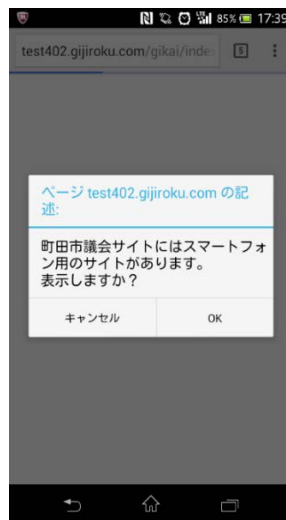 85% 17:39
test402.gijiroku.com/gikai/inde
5
ページ test402.gijiroku.com の記
述:
町田市議会サイトにはスマートフォ
ン用のサイトがあり ます。
表示しますか？
キャンセル OK